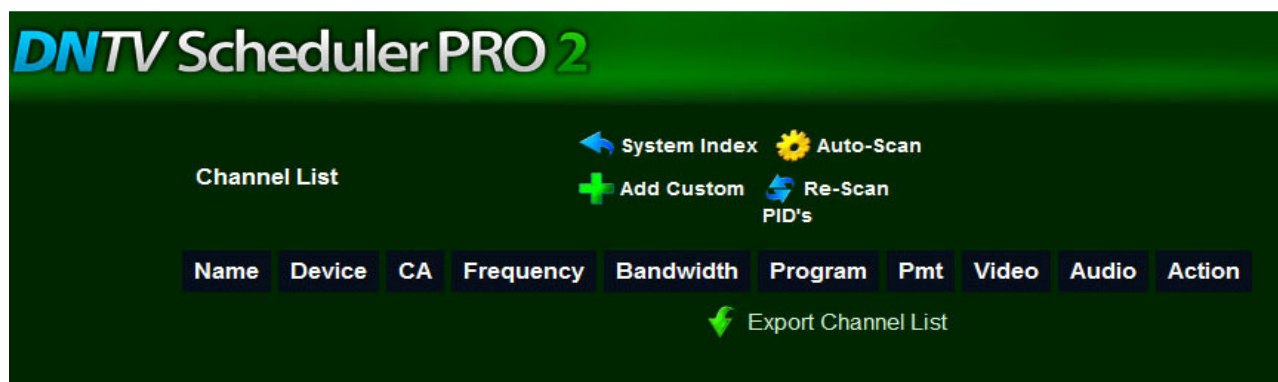 DNTV Scheduler PRO 2
System Index Auto-Scan
Channel List
Add Custom Re-Scan
PID's
Name Device CA Frequency Bandwidth Program Pmt Video Audio Action
Export Channel List